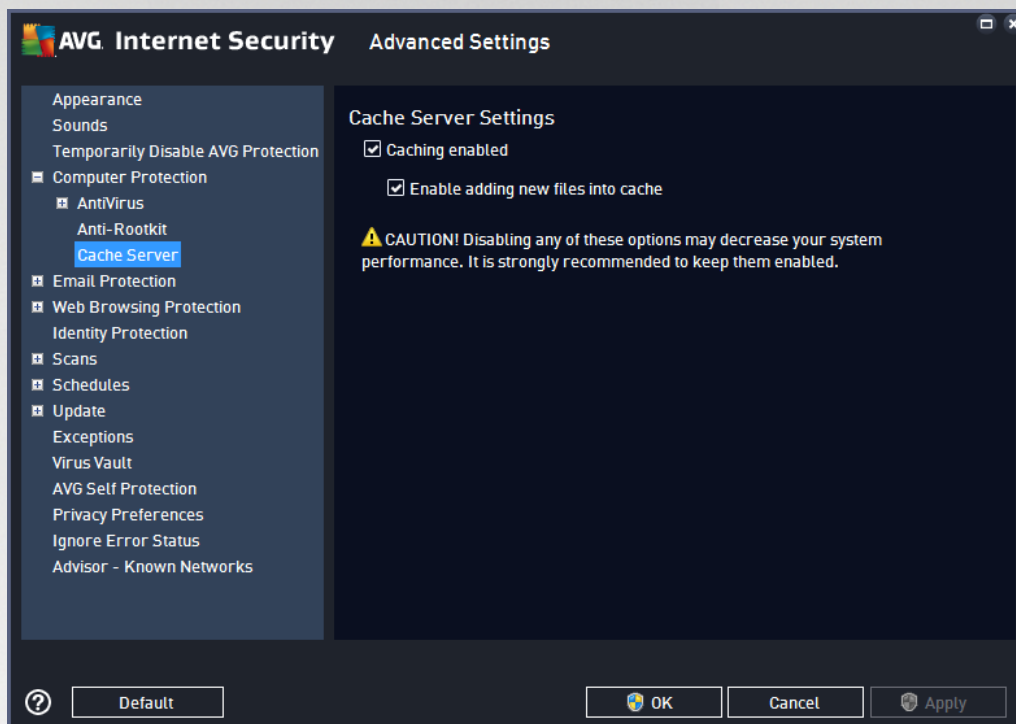 AVG. Internet Security Advanced Settings
Appearance
Sounds
Temporarily Disable AVG Protection
Computer Protection
AntiVirus
Anti-Rootkit
Cache Server
Email Protection
Web Browsing Protection
Identity Protection
Scans
Schedules
Update
Exceptions
Virus Vault
AVG Self Protection
Privacy Preferences
Ignore Error Status
Advisor - Known Networks
Cache Server Settings
Caching enabled
Enable adding new files into cache
CAUTION! Disabling any of these options may decrease your system
performance. It is strongly recommended to keep them enabled.
? Default OK Cancel Apply